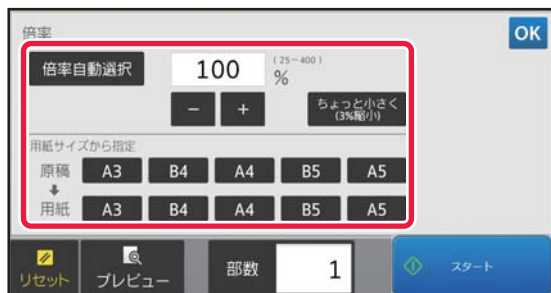 倍率
OK
倍率自動選択 100 (25~400) %
- + ちょっと小さく
(3%縮小)
用紙サイズから指定
原稿 A3 B4 A4 B5 A5
用紙 A3 B4 A4 B5 A5
リセット プレビュー 部数 1 スタート